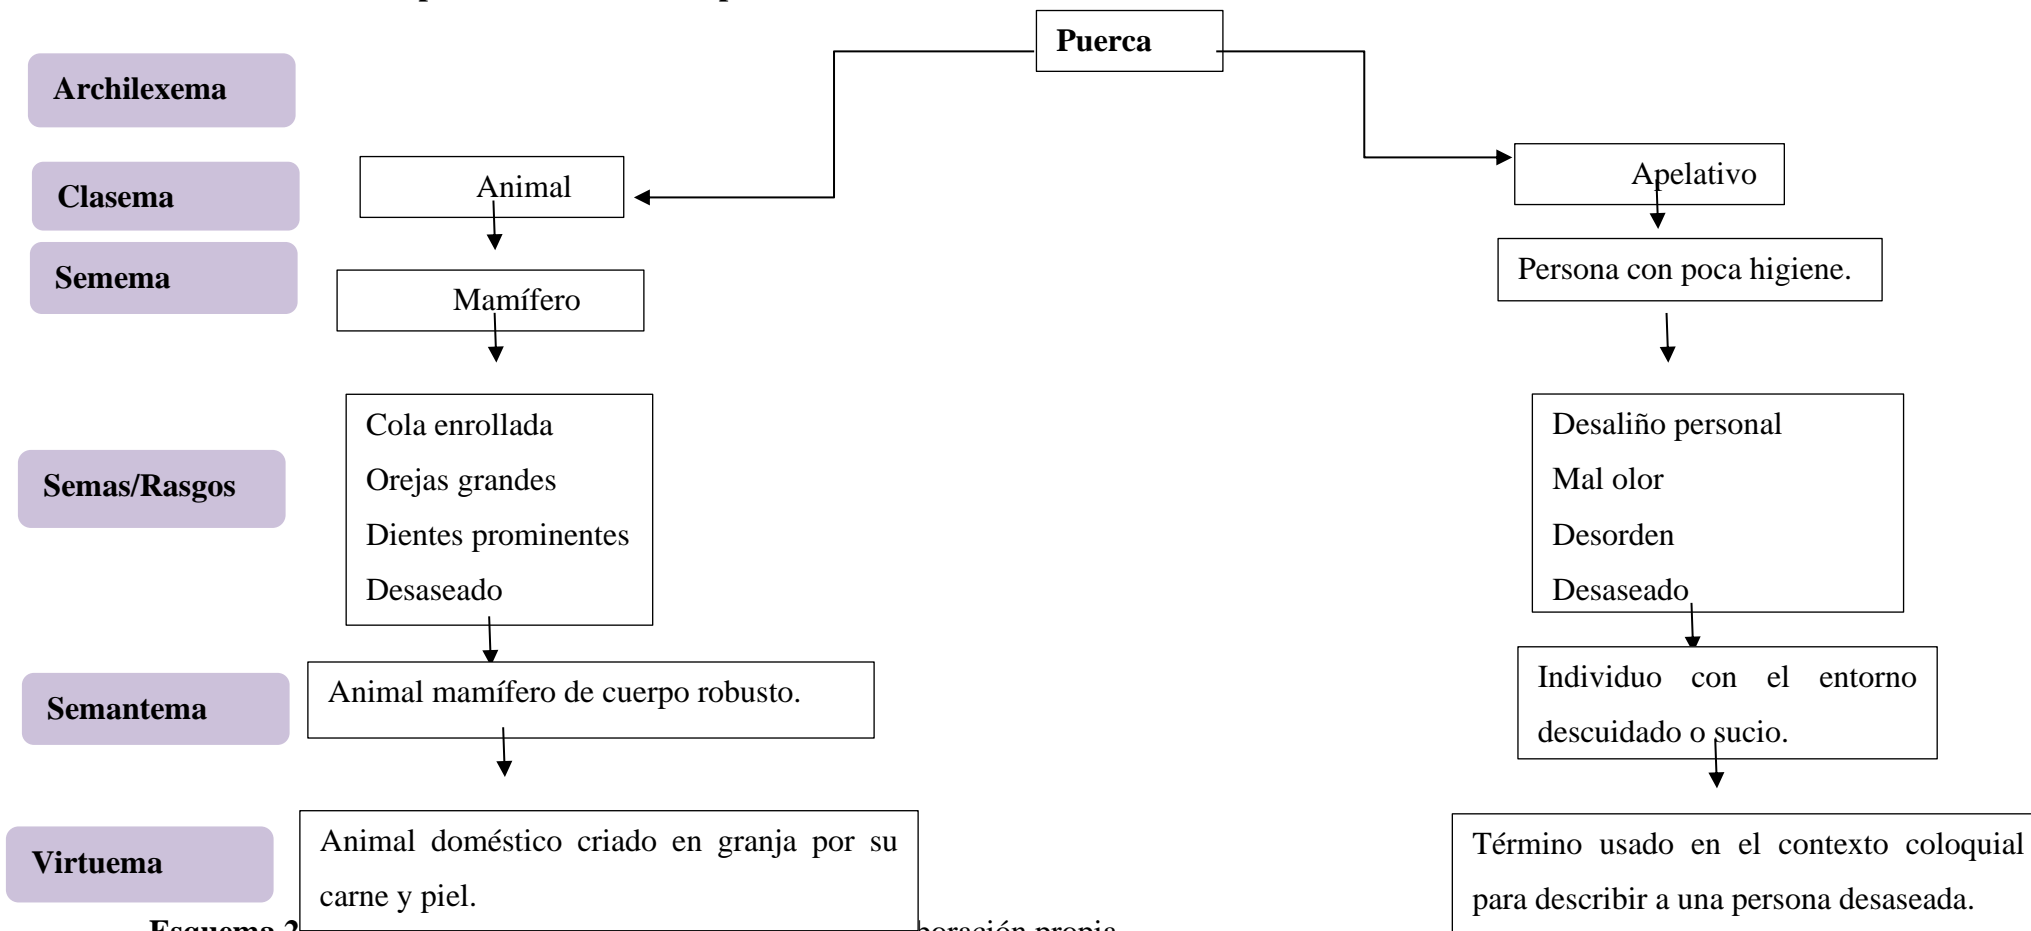 Puerca
Archilexema
Clasema
Animal
Apelativo
Semema
Mamífero
Persona con poca higiene.
Semas/Rasgos
Cola enrollada
Orejas grandes
Dientes prominentes
Desaseado
Desaliño personal
Mal olor
Desorden
Desaseado
Semantema
Animal mamífero de cuerpo robusto.
Individuo con el entorno
descuidado o sucio.
Virtuema
Animal doméstico criado en granja por su
carne y piel.
Término usado en el contexto coloquial
para describir a una persona desaseada.
Esquema 2
propia